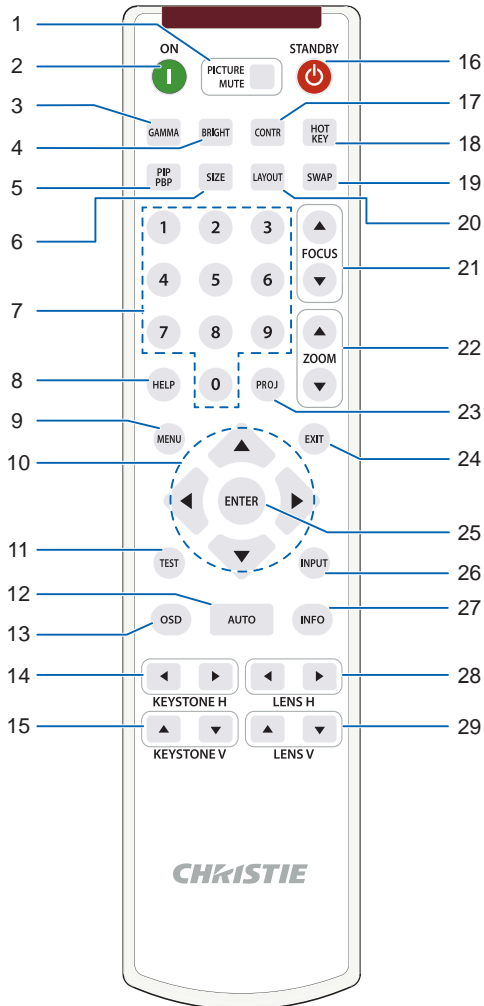 1
ON
STANDBY
2
PICTURE
MUTE
16
3
GAMMA
BRIGHT
CONTR
HOT
KEY
17
4
18
5
PIP
PBP
SIZE
LAYOUT
SWAP
19
6
20
1
2
3
FOCUS
21
4
5
6
7
7
8
9
ZOOM
22
8
HELP
0
PROJ
23
9
MENU
EXIT
24
10
ENTER
25
11
TEST
INPUT
26
12
27
13
OSD
AUTO
INFO
14
28
KEYSTONE H
LENS H
15
29
KEYSTONE V
LENS V
CHRISTIE